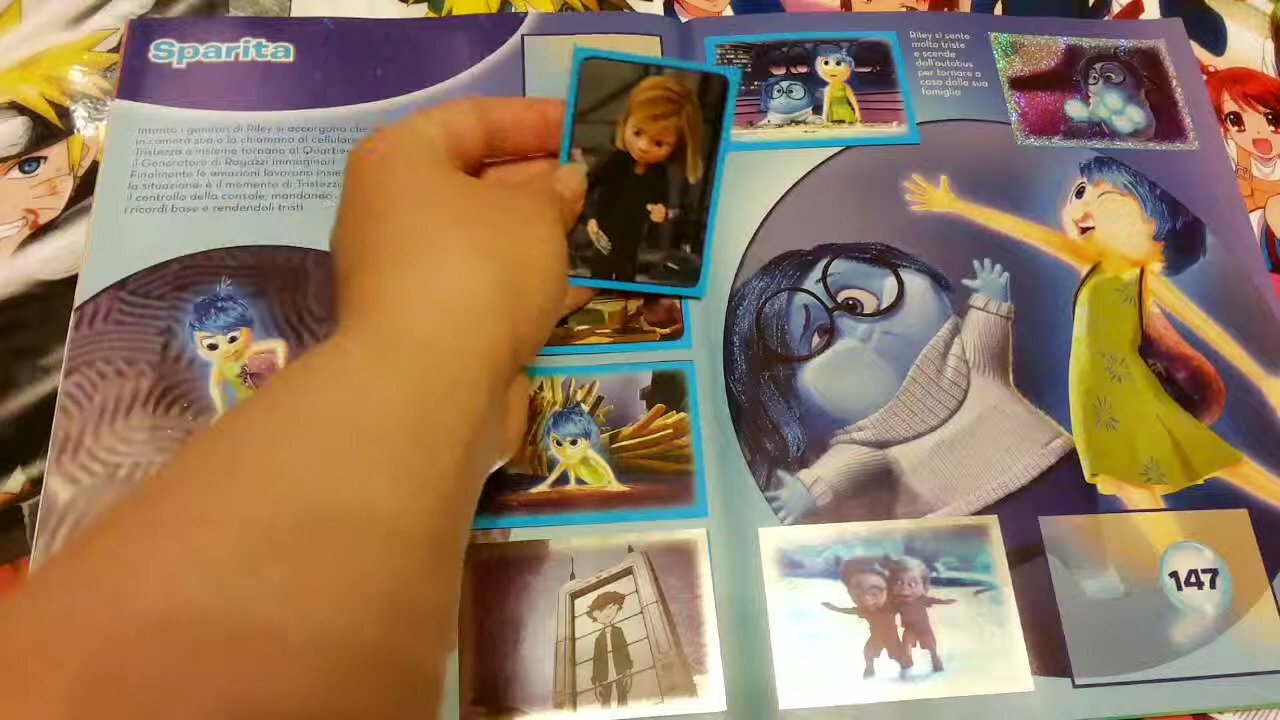 Sparita
Intanto i genitori di Riley si accorgono che
in camera sua e la chiamano al cellulare
Tristezza e insieme tornano al Quartier
il Generatore di Ragazzi Immaginari
Finalmente le emozioni lavorano insie
la situazione: è il momento di Tristezza
il controllo della console, mandando
i ricordi base e rendendoli tristi
Riley si sente
molto triste
e scende
dall'autobus
per tornare a
casa dalla sua
famiglia
147